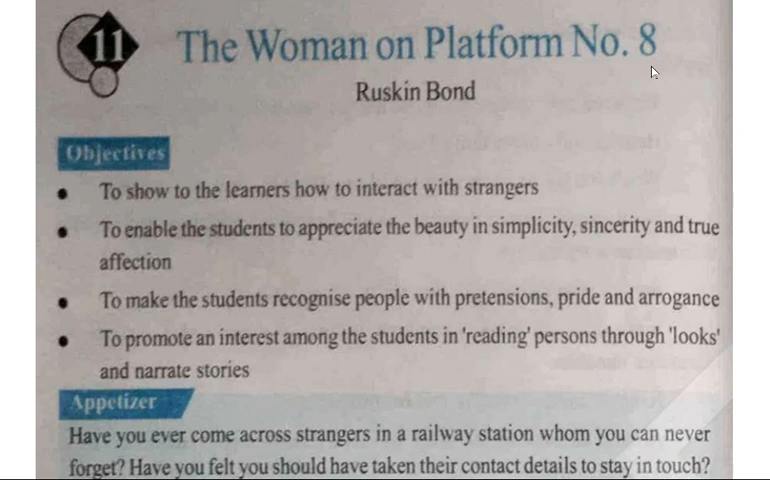 11 The Woman on Platform No. 8
Ruskin Bond
Objectives
● To show to the learners how to interact with strangers
● To enable the students to appreciate the beauty in simplicity, sincerity and true
affection
● To make the students recognise people with pretensions, pride and arrogance
● To promote an interest among the students in 'reading' persons through 'looks'
and narrate stories
Appetizer
Have you ever come across strangers in a railway station whom you can never
forget? Have you felt you should have taken their contact details to stay in touch?